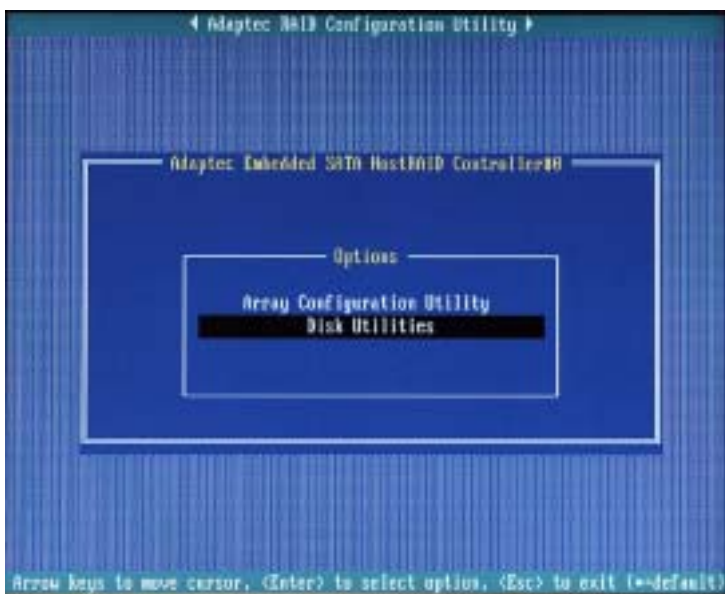 Adaptec RAID Configuration Utility
Adaptec Embedded SATA HostRAID Controller#0
Options
Array Configuration Utility
Disk Utilities
Arrow keys to move cursor, <Enter> to select option, <Esc> to exit (*=default)